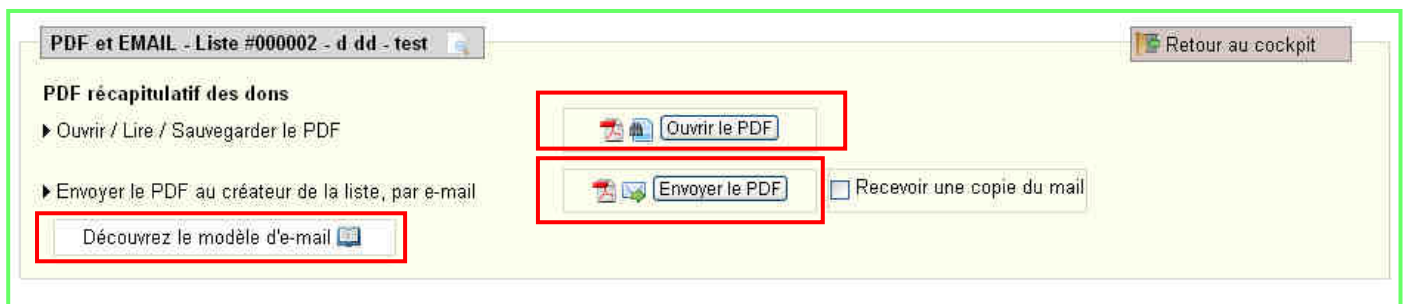 PDF et EMAIL - Liste #000002 - d dd - test
Retour au cockpit
PDF récapitulatif des dons
Ouvrir / Lire / Sauvegarder le PDF
Ouvrir le PDF
Envoyer le PDF au créateur de la liste, par e-mail
Envoyer le PDF
Recevoir une copie du mail
Découvrez le modèle d'e-mail